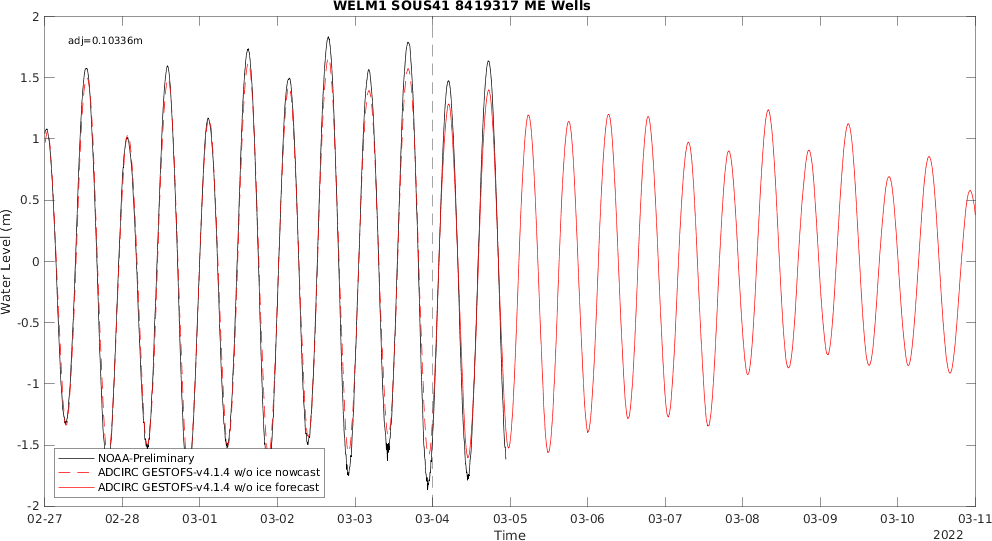 WELM1 SOUS41 8419317 ME Wells
adj=0.10336m
2
1.5
1
0.5
0
-0.5
-1
-1.5
-2
Water Level (m)
NOAA-Preliminary
ADCIRC GESTOFS-v4.1.4 w/o ice nowcast
ADCIRC GESTOFS-v4.1.4 w/o ice forecast
02-27 02-28 03-01 03-02 03-03 03-04 03-05 03-06 03-07 03-08 03-09 03-10 03-11
Time
2022